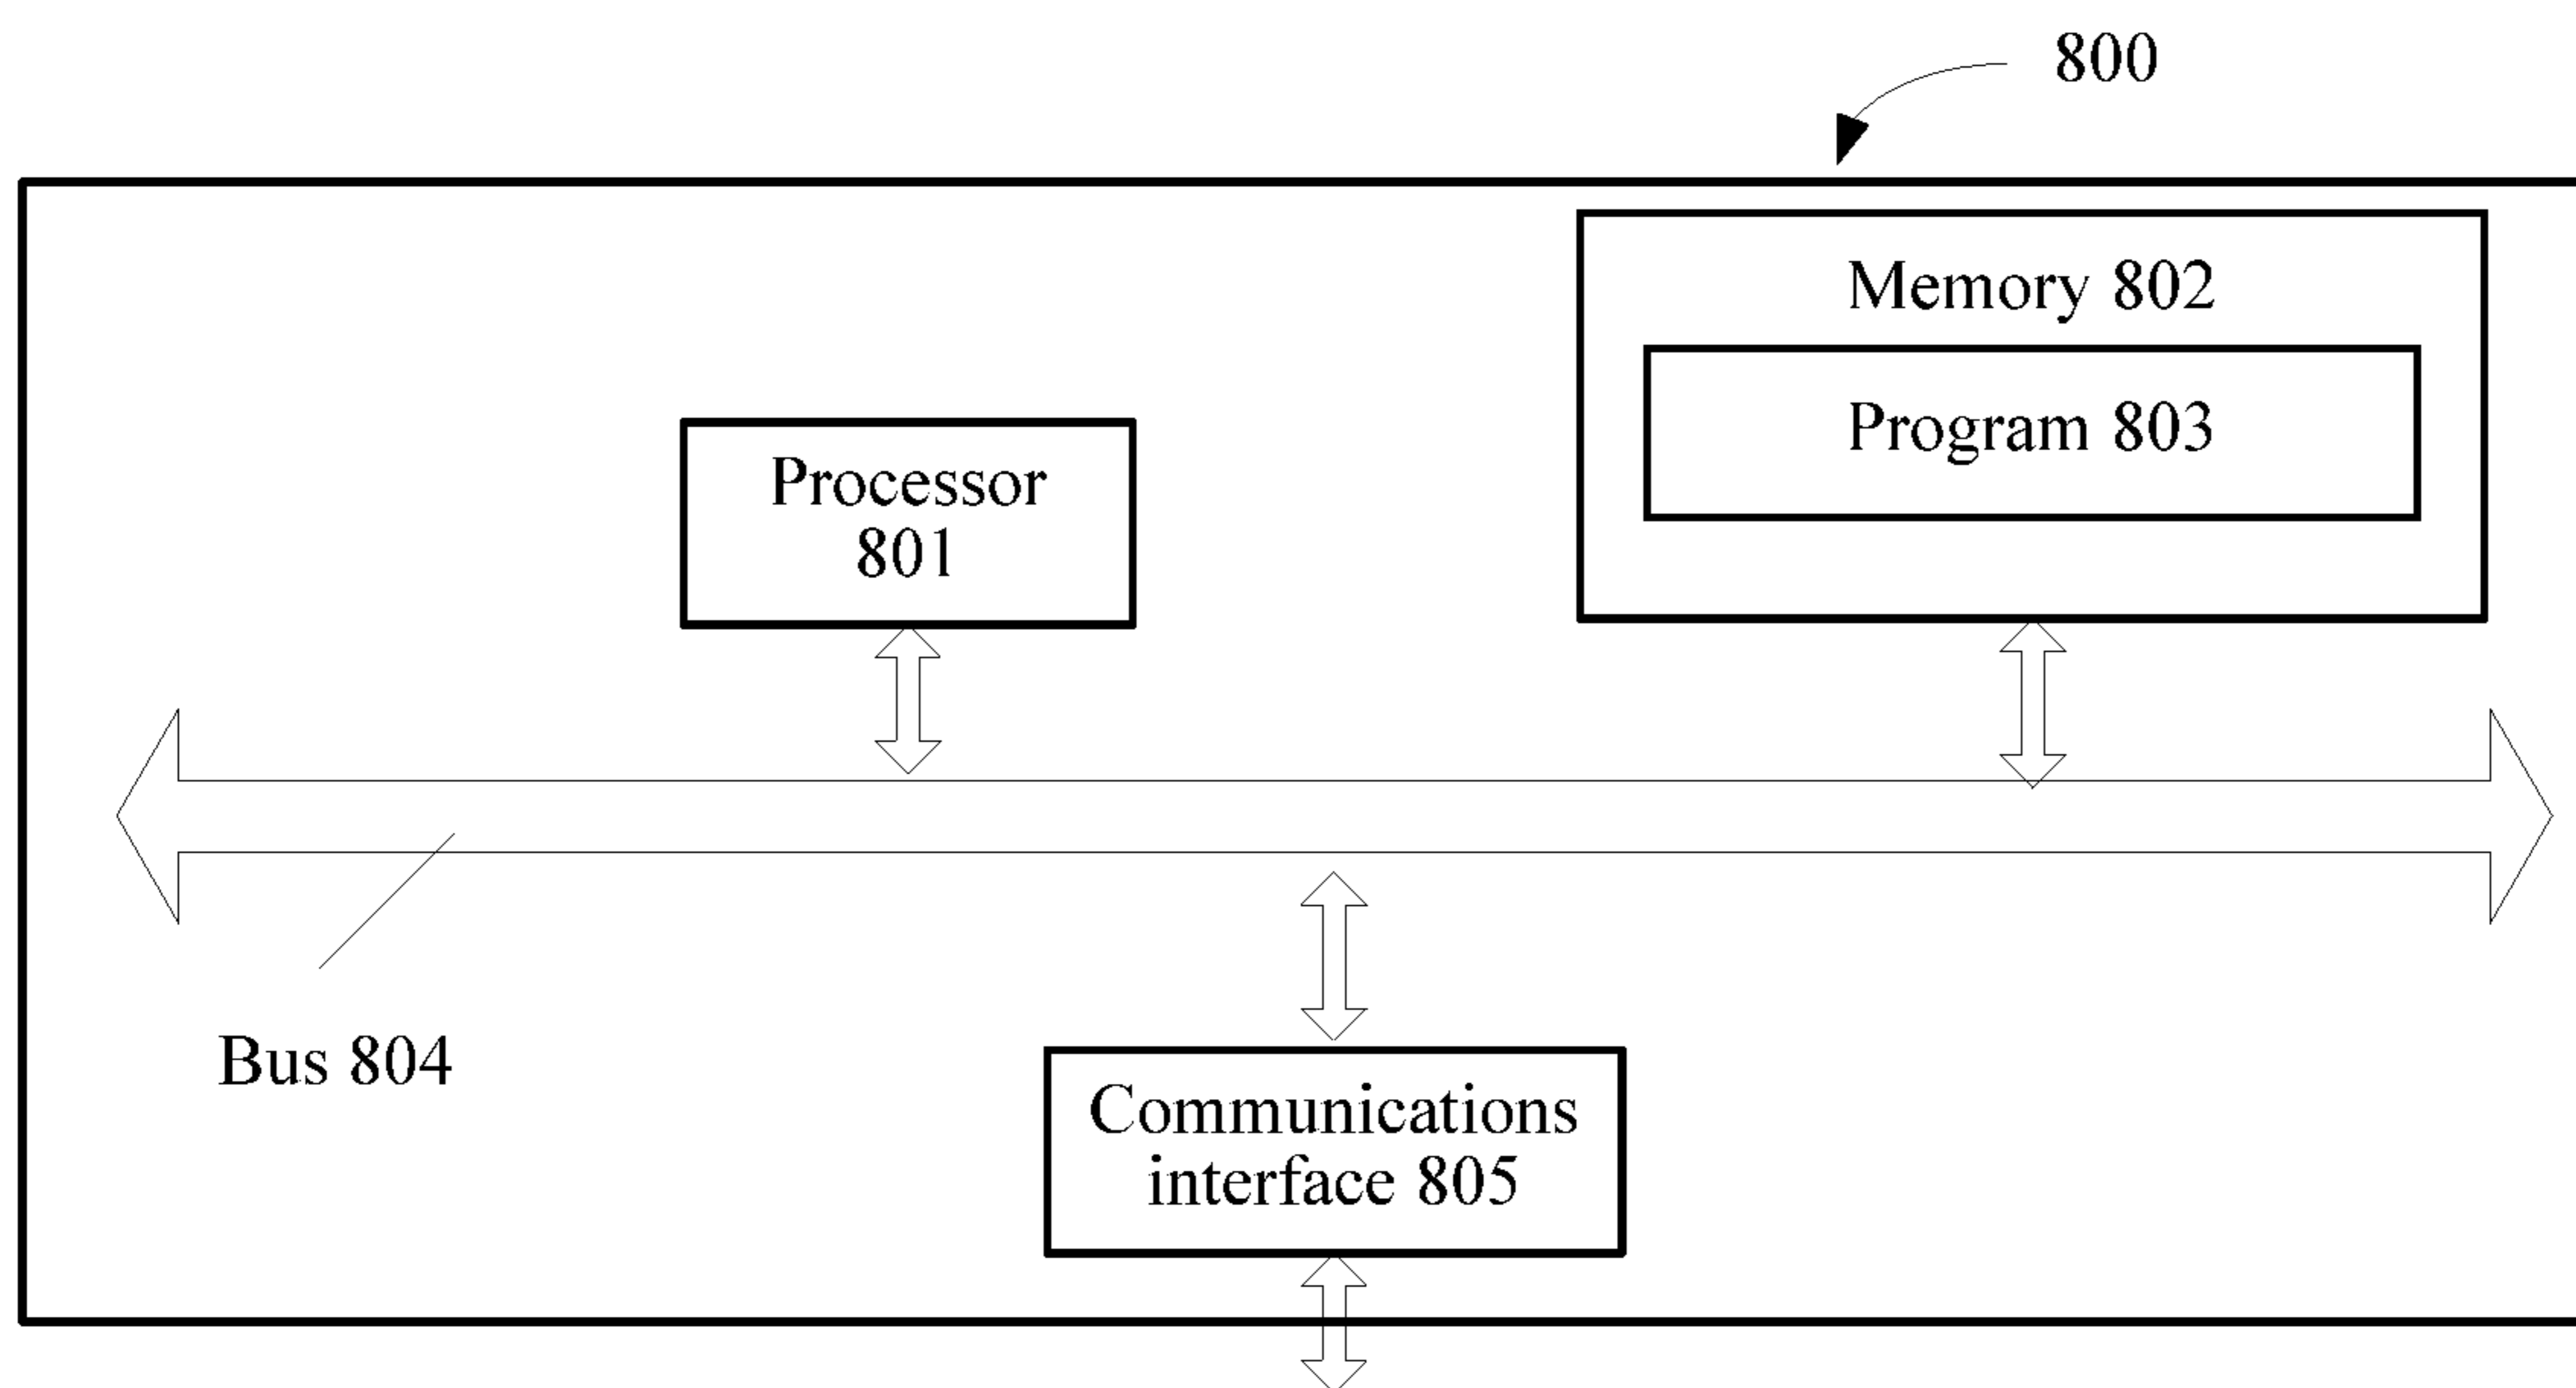 800
Memory 802
Program 803
Processor
801
Bus 804
Communications
interface 805